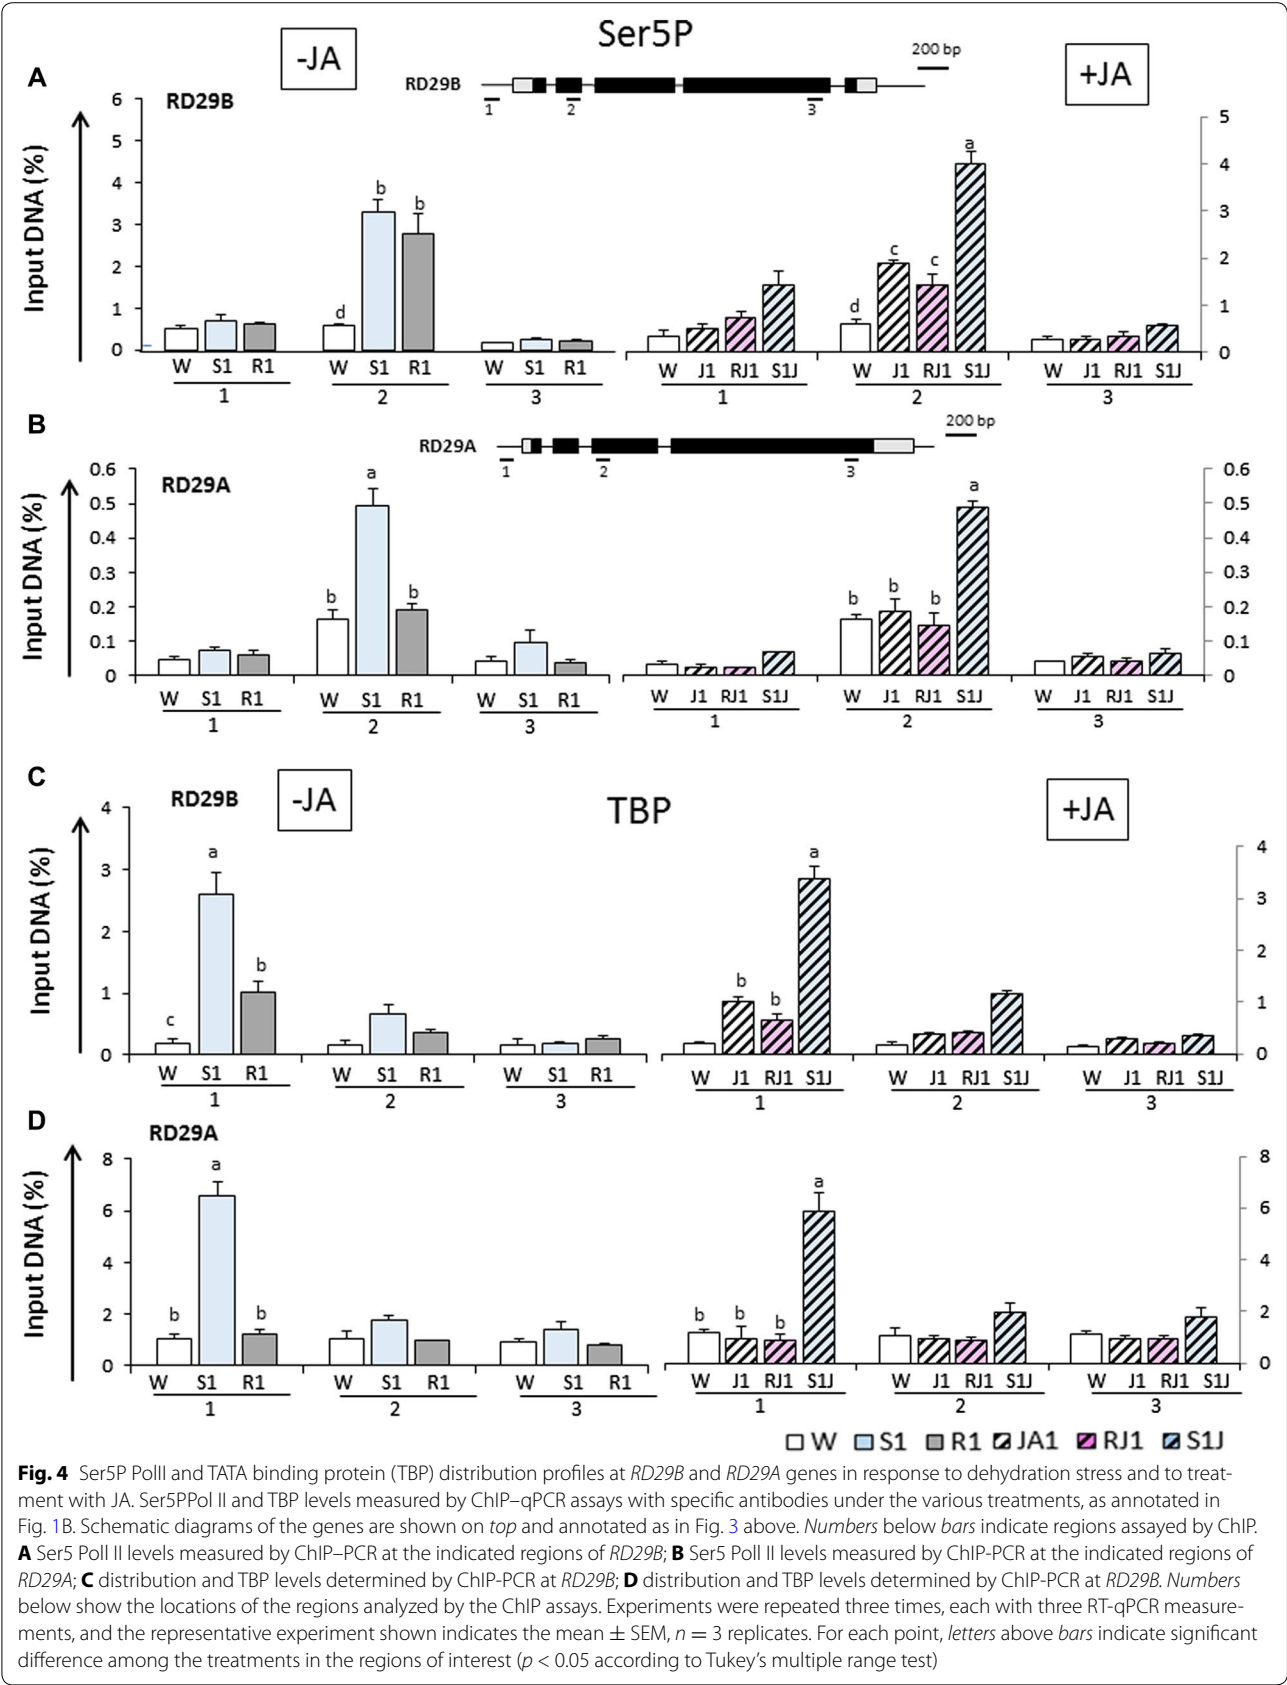 Ser5P
-JA
+JA
A
RD29B
RD29B
200 bp
1 2 3
Input DNA (%)
6
5
4
3
2
1
0
5
4
3
2
1
0
d b b
d c c a
W S1 R1 W S1 R1 W S1 R1 W J1 RJ1 S1J W J1 RJ1 S1J W J1 RJ1 S1J
1 2 3 1 2 3
B
RD29A
RD29A
200 bp
1 2 3
Input DNA (%)
0.6
0.5
0.4
0.3
0.2
0.1
0
0.6
0.5
0.4
0.3
0.2
0.1
0
b a b
b b b a
W S1 R1 W S1 R1 W S1 R1 W J1 RJ1 S1J W J1 RJ1 S1J W J1 RJ1 S1J
1 2 3 1 2 3
C
RD29B
-JA
TBP
+JA
Input DNA (%)
4
3
2
1
0
4
3
2
1
0
c a b
b b a
W S1 R1 W S1 R1 W S1 R1 W J1 RJ1 S1J W J1 RJ1 S1J W J1 RJ1 S1J
1 2 3 1 2 3
D
RD29A
Input DNA (%)
8
6
4
2
0
8
6
4
2
0
b a b
b b b a
W S1 R1 W S1 R1 W S1 R1 W J1 RJ1 S1J W J1 RJ1 S1J W J1 RJ1 S1J
1 2 3 1 2 3
W S1 R1 JA1 RJ1 S1J
Fig. 4 Ser5P PolII and TATA binding protein (TBP) distribution profiles at RD29B and RD29A genes in response to dehydration stress and to treat-
ment with JA. Ser5PPol II and TBP levels measured by ChIP–qPCR assays with specific antibodies under the various treatments, as annotated in
Fig. 1B. Schematic diagrams of the genes are shown on top and annotated as in Fig. 3 above. Numbers below bars indicate regions assayed by ChIP.
A Ser5 Poll II levels measured by ChIP–PCR at the indicated regions of RD29B; B Ser5 Poll II levels measured by ChIP-PCR at the indicated regions of
RD29A; C distribution and TBP levels determined by ChIP-PCR at RD29B; D distribution and TBP levels determined by ChIP-PCR at RD29B. Numbers
below show the locations of the regions analyzed by the ChIP assays. Experiments were repeated three times, each with three RT-qPCR measure-
ments, and the representative experiment shown indicates the mean ± SEM, n = 3 replicates. For each point, letters above bars indicate significant
difference among the treatments in the regions of interest (p < 0.05 according to Tukey's multiple range test)